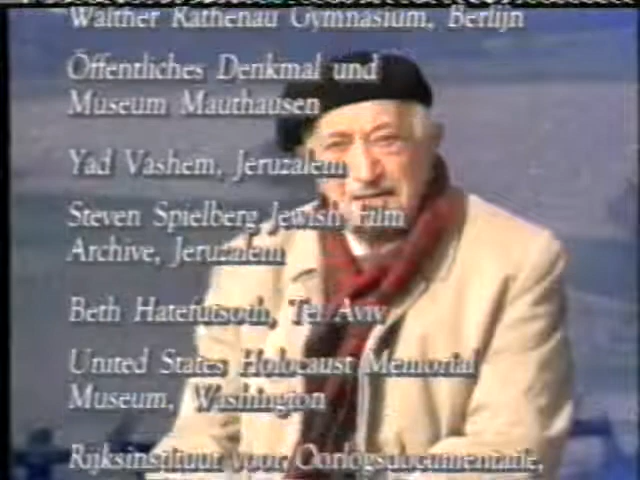 Walther Rathenau Gymnasium, Berlijn
Öffentliches Denkmal und
Museum Mauthausen
Yad Vashem, Jeruzalem
Steven Spielberg Jewish Film
Archive, Jeruzalem
Beth Hatefutsoth, Tel Aviv
United States Holocaust Memorial
Museum, Washington
Rijksinstituut voor Oorlogsdocumentatie,